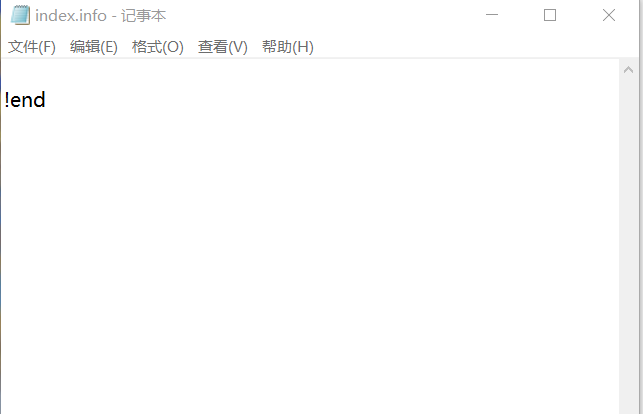 index.info - 记事本
文件(F) 编辑(E) 格式(O) 查看(V) 帮助(H)
!end